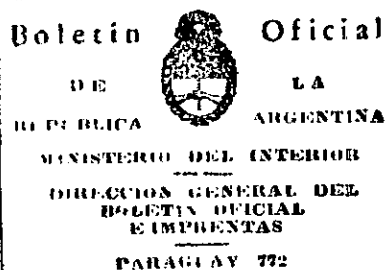 Boletín Oficial
DE LA
REPUBLICA ARGENTINA
MINISTERIO DEL INTERIOR
DIRECCION GENERAL DEL
BOLETIN OFICIAL
E IMPRENTAS
PARAGUAY 772